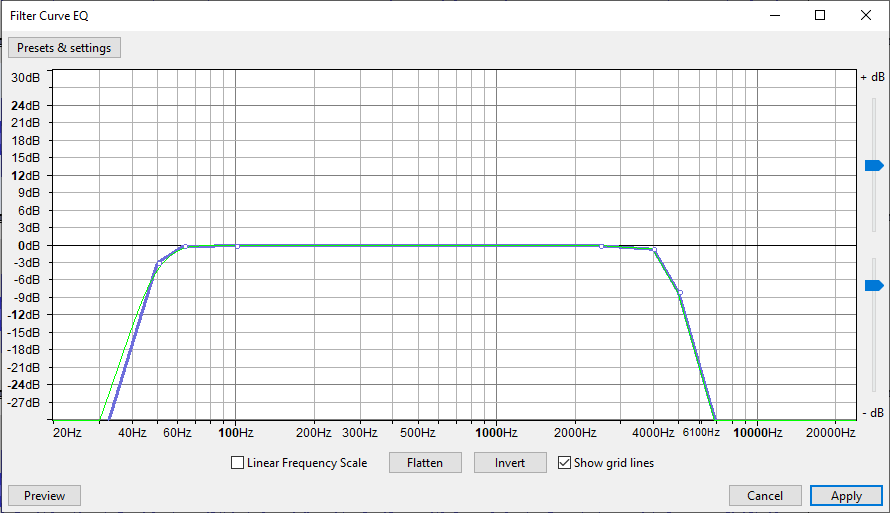 Filter Curve EQ
Presets & settings
30dB
+ dB
24dB
21dB
18dB
15dB
12dB
9dB
6dB
3dB
0dB
-3dB
-6dB
-9dB
-12dB
-15dB
-18dB
-21dB
-24dB
-27dB
- dB
20Hz 40Hz 60Hz 100Hz 200Hz 300Hz 500Hz 1000Hz 2000Hz 4000Hz 6100Hz 10000Hz 20000Hz
Linear Frequency Scale Flatten Invert Show grid lines
Preview Cancel Apply